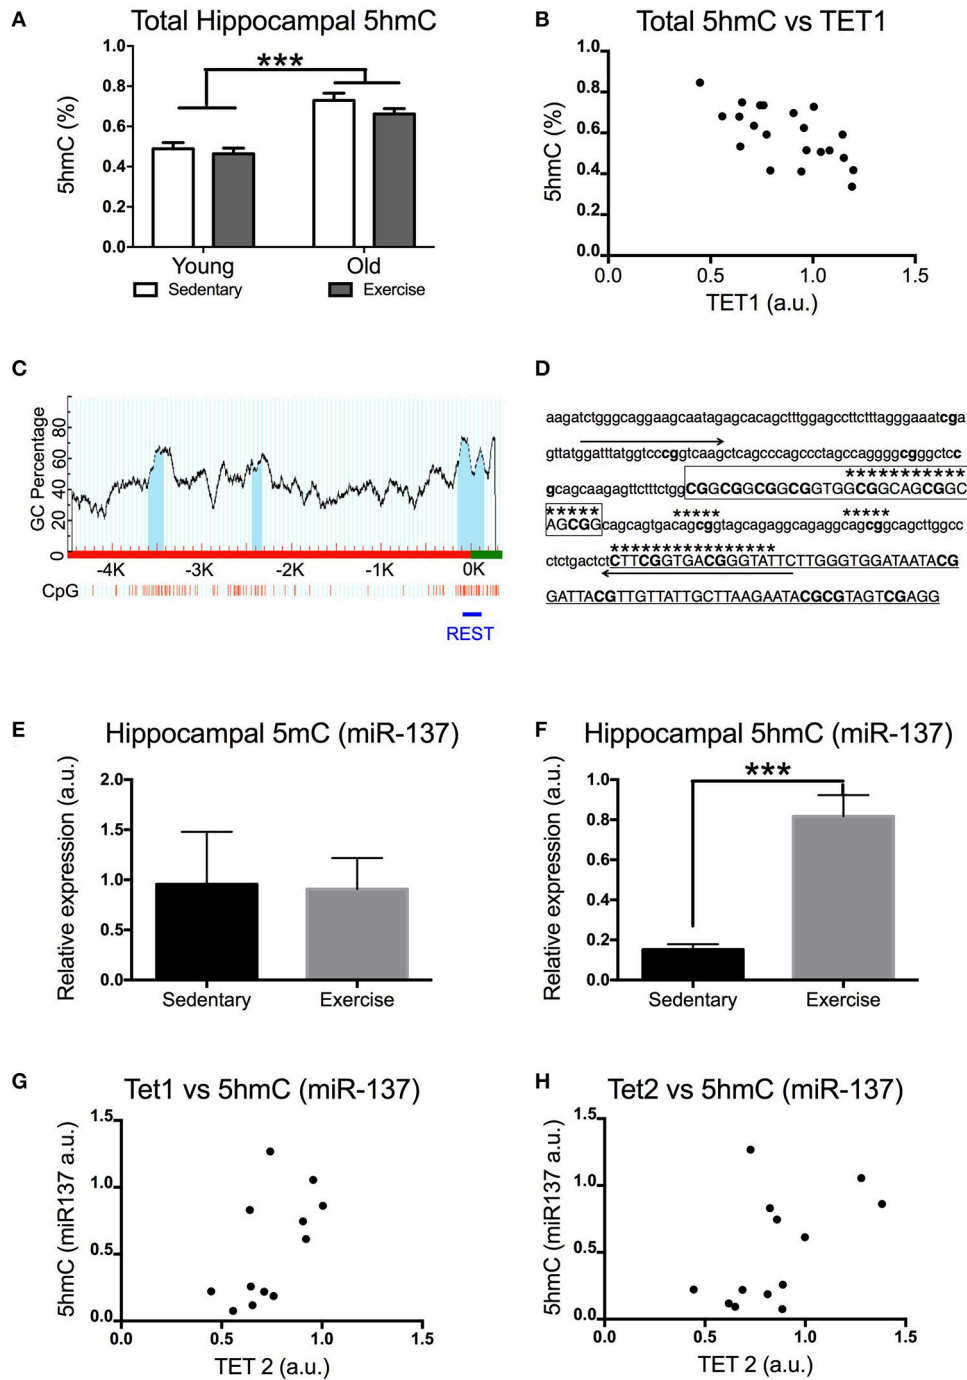 A
Total Hippocampal 5hmC
5hmC (%)
1.0
0.8
0.6
0.4
0.2
0.0
***
Young
Old
Sedentary
Exercise
B
Total 5hmC vs TET1
5hmC (%)
1.0
0.8
0.6
0.4
0.2
0.0
0.0
0.5
1.0
1.5
TET1 (a.u.)
C
GC Percentage
80
60
40
20
0
-4K
-3K
-2K
-1K
0K
CpG
REST
D
aagatctgggcaggaagcaatagagcacagctttggagccttctttagggaaatcga
gttatggatttatggtcccggtcaagctcagcccagccctagccaggggcgggctcc
***********
gcagcaagagttctttctggCGGCGGCGGCGGTGGCGGCAGCGGC
***** ***** *****
AGCGGcagcagtgacagcggtagcagaggcagaggcagcggcagcttggcc
***************
ctctgactctCTTCGGTGACGGGTATTCTTGGGTGGATAATACG
GATTACGTTGTTATTGCTTAAGAATACGCGTAGTCGAGG
E
Hippocampal 5mC (miR-137)
Relative expression (a.u.)
2.0
1.5
1.0
0.5
0.0
Sedentary
Exercise
F
Hippocampal 5hmC (miR-137)
Relative expression (a.u.)
1.0
0.8
0.6
0.4
0.2
0.0
***
Sedentary
Exercise
G
Tet1 vs 5hmC (miR-137)
5hmC (miR137 a.u.)
1.5
1.0
0.5
0.0
0.0
0.5
1.0
1.5
TET 2 (a.u.)
H
Tet2 vs 5hmC (miR-137)
5hmC (miR137 a.u.)
1.5
1.0
0.5
0.0
0.0
0.5
1.0
1.5
TET 2 (a.u.)